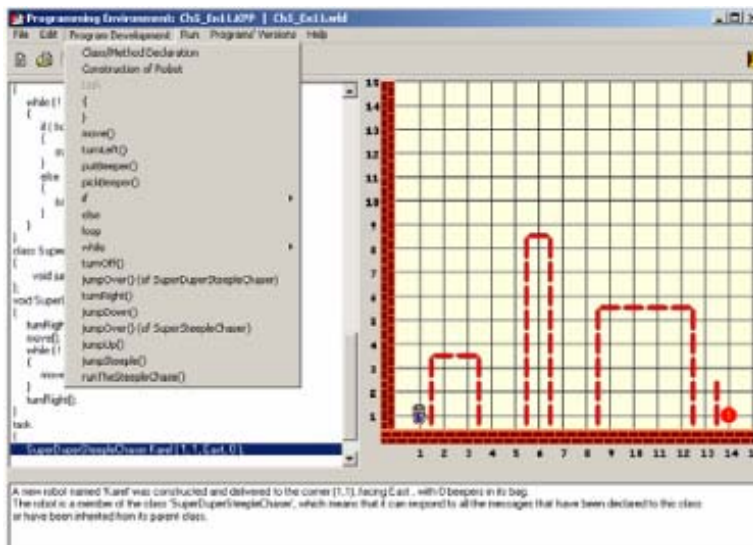 Programming Environment: Ch5_Ex11.KPP | Ch5_Ex11.wld
File Edit Program Development Run Programs' Versions Help
Class/Method Declaration
Construction of Robot
task
{
}
move()
turnLeft()
putBeeper()
pickBeeper()
if
else
loop
while
turnOff()
jumpOver() (of SuperDuperSteepleChaser)
turnRight()
jumpDown()
jumpOver() (of SuperSteepleChaser)
jumpUp()
jumpSteeple()
runTheSteepleChase()
}
while (!
{
if (
{
}
else
{
}
}
}
class Super
{
void
};
void Super
{
turnRight
move();
while (!
{
move
}
turnRight();
}
task
{
SuperDuperSteepleChaser Karel (1, 1, East, 0);
15
14
13
12
11
10
9
8
7
6
5
4
3
2
1
1 2 3 4 5 6 7 8 9 10 11 12 13 14 15
A new robot named 'Karel' was constructed and delivered to the corner (1,1), facing East , with 0 beepers in its bag.
The robot is a member of the class 'SuperDuperSteepleChaser', which means that it can respond to all the messages that have been declared to this class
or have been inherited from its parent class.